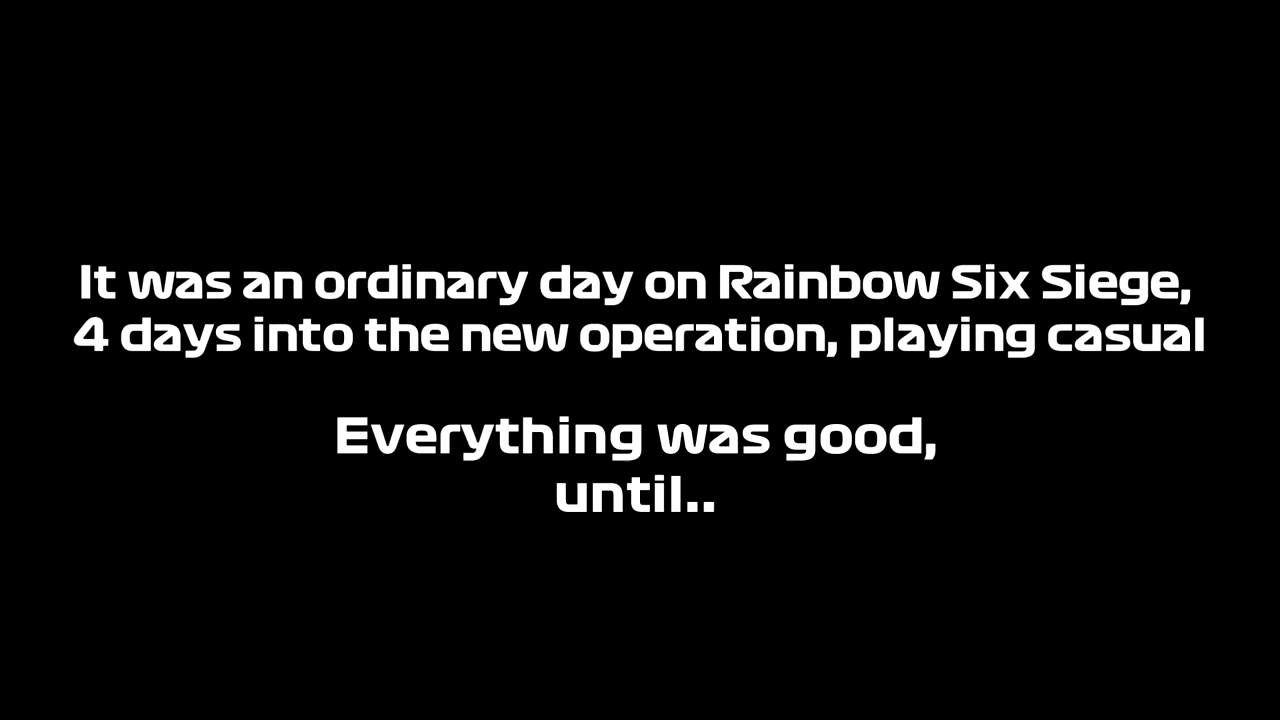 It was an ordinary day on Rainbow Six Siege,
4 days into the new operation, playing casual
Everything was good,
until..